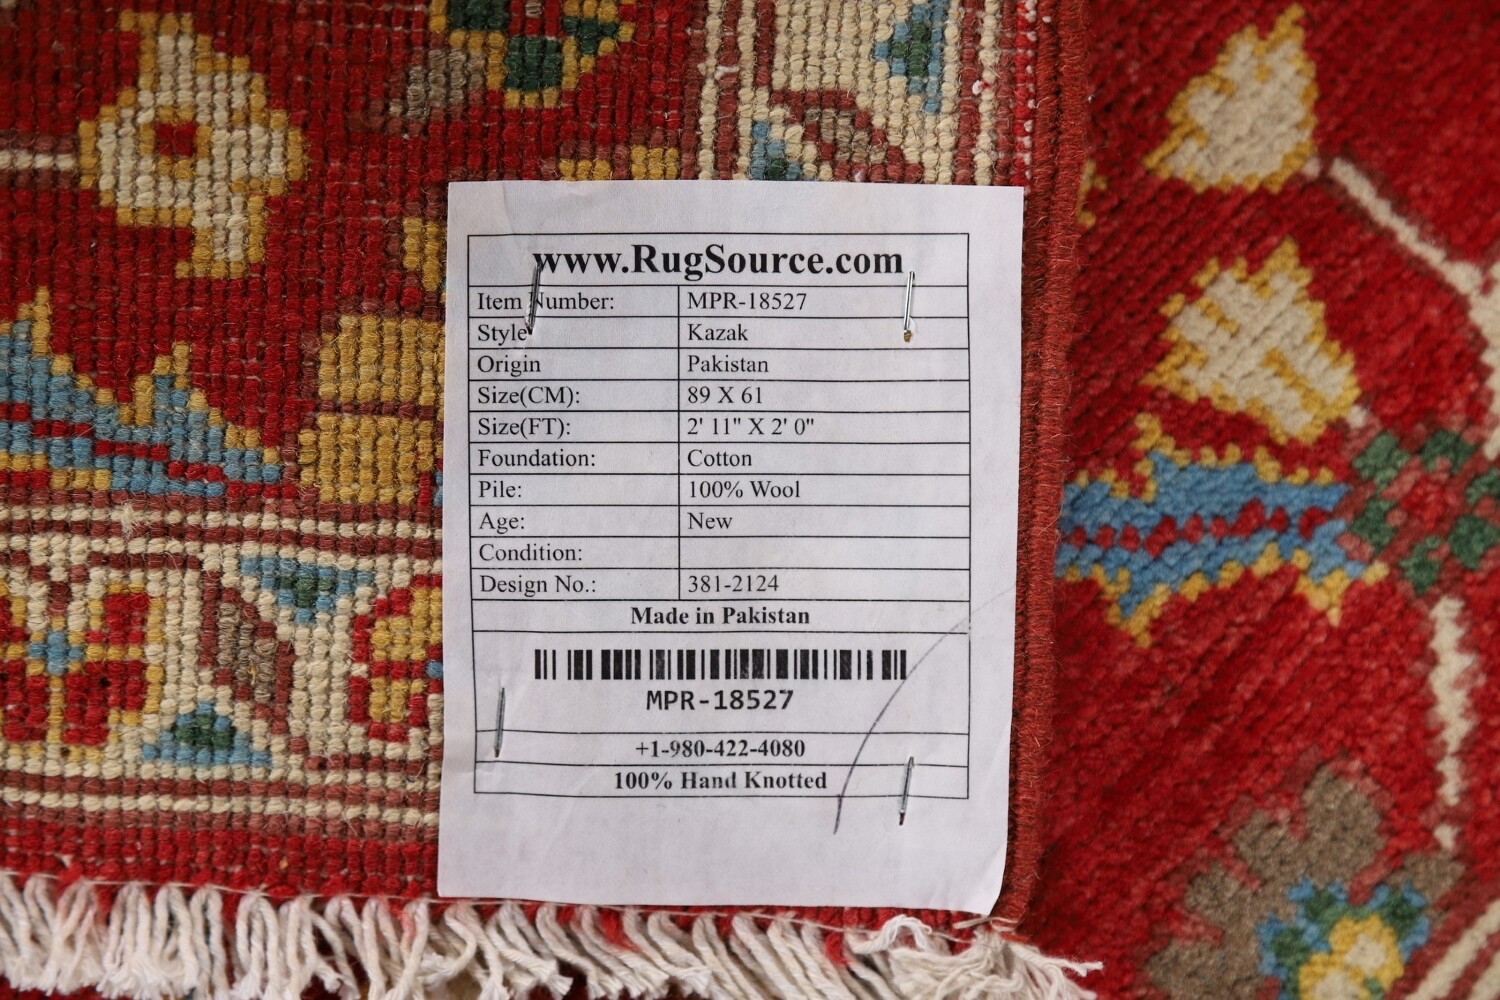 www.RugSource.com
Item Number: MPR-18527
Style Kazak
Origin Pakistan
Size(CM): 89 X 61
Size(FT): 2' 11" X 2' 0"
Foundation: Cotton
Pile: 100% Wool
Age: New
Condition:
Design No.: 381-2124
Made in Pakistan
MPR-18527
+1-980-422-4080
100% Hand Knotted